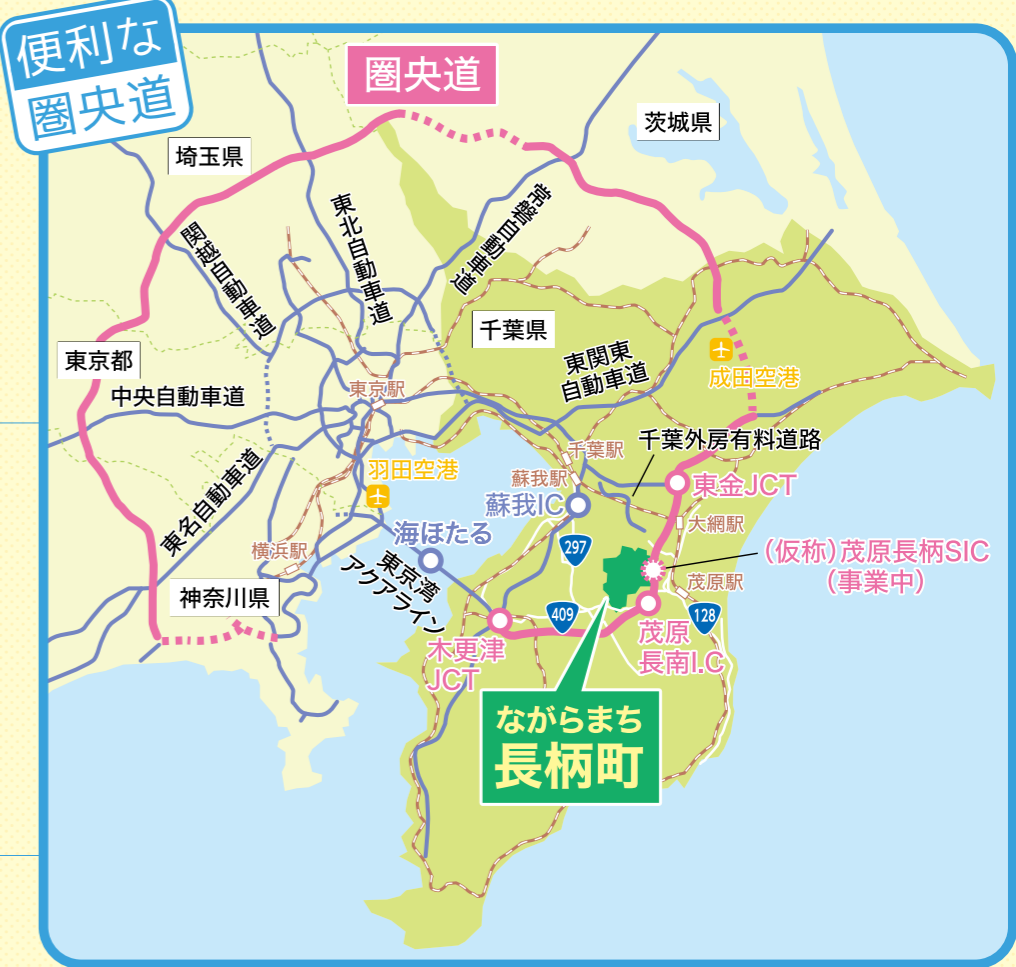 便利な
圏央道
圏央道
茨城県
埼玉県
関越自動車道
東北自動車道
常磐自動車道
千葉県
東京都
中央自動車道
東京駅
東関東
自動車道
成田空港
千葉駅
千葉外房有料道路
羽田空港
蘇我駅
蘇我IC
東金JCT
東名自動車道
海ほたる
大網駅
横浜駅
東京湾
アクアライン
297
(仮称)茂原長柄SIC
(事業中)
茂原駅
神奈川県
409
128
木更津
JCT
茂原
長南I.C
ながらまち
長柄町